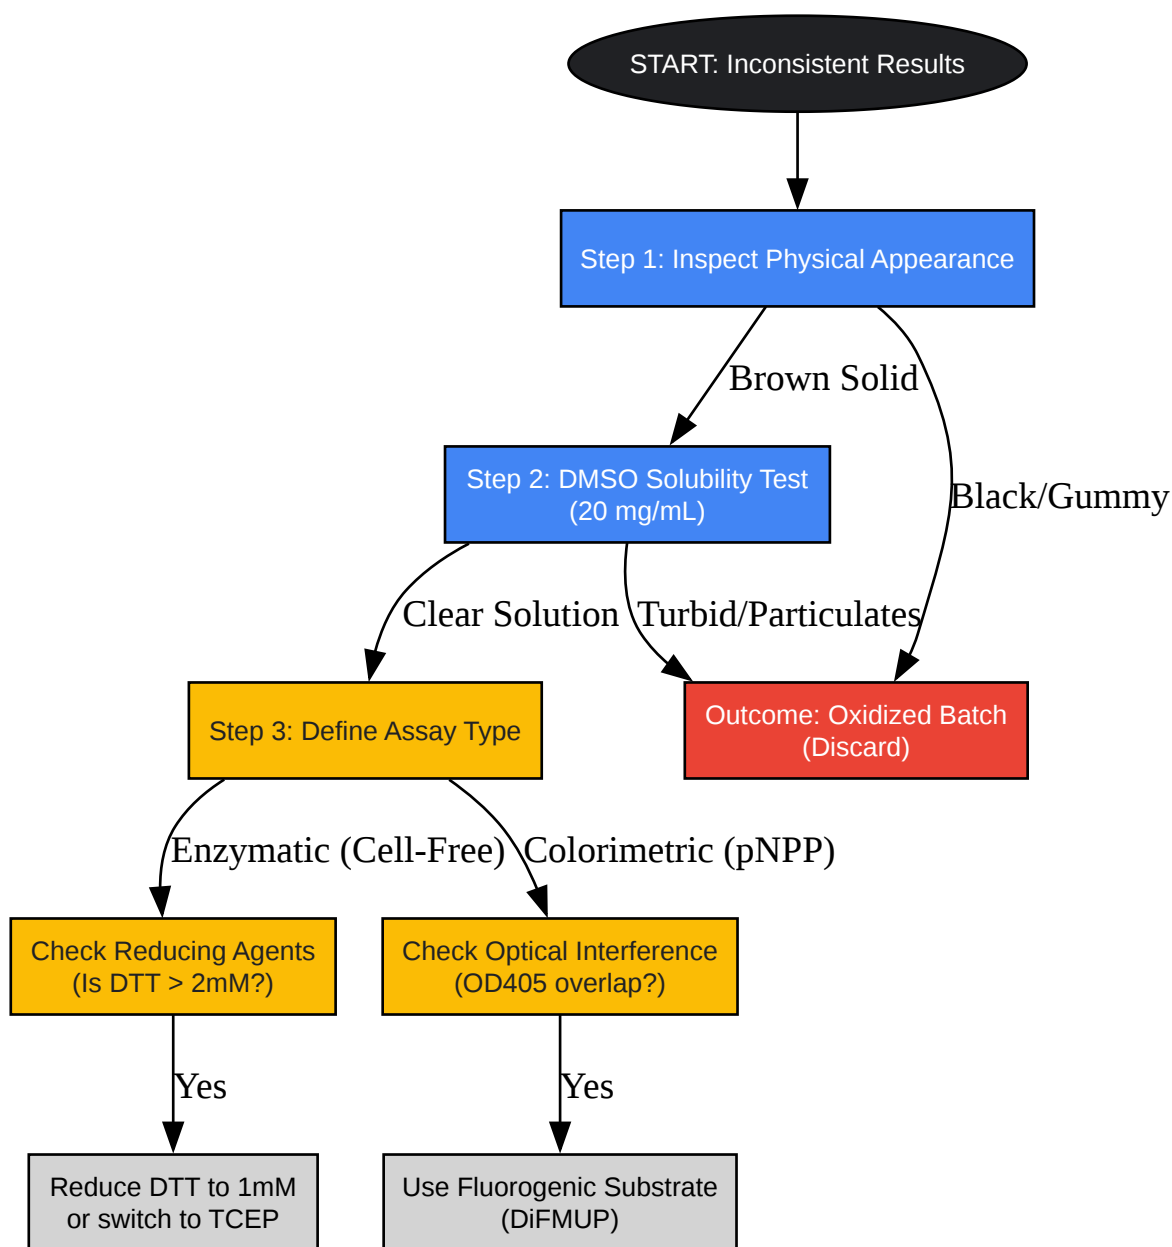 START: Inconsistent Results
Step 1: Inspect Physical Appearance
Brown Solid
Black/Gummy
Step 2: DMSO Solubility Test
(20 mg/mL)
Clear Solution
Turbid/Particulates
Step 3: Define Assay Type
Outcome: Oxidized Batch
(Discard)
Enzymatic (Cell-Free)
Colorimetric (pNPP)
Check Reducing Agents
(Is DTT > 2mM?)
Check Optical Interference
(OD405 overlap?)
Yes
Yes
Reduce DTT to 1mM
or switch to TCEP
Use Fluorogenic Substrate
(DiFMUP)